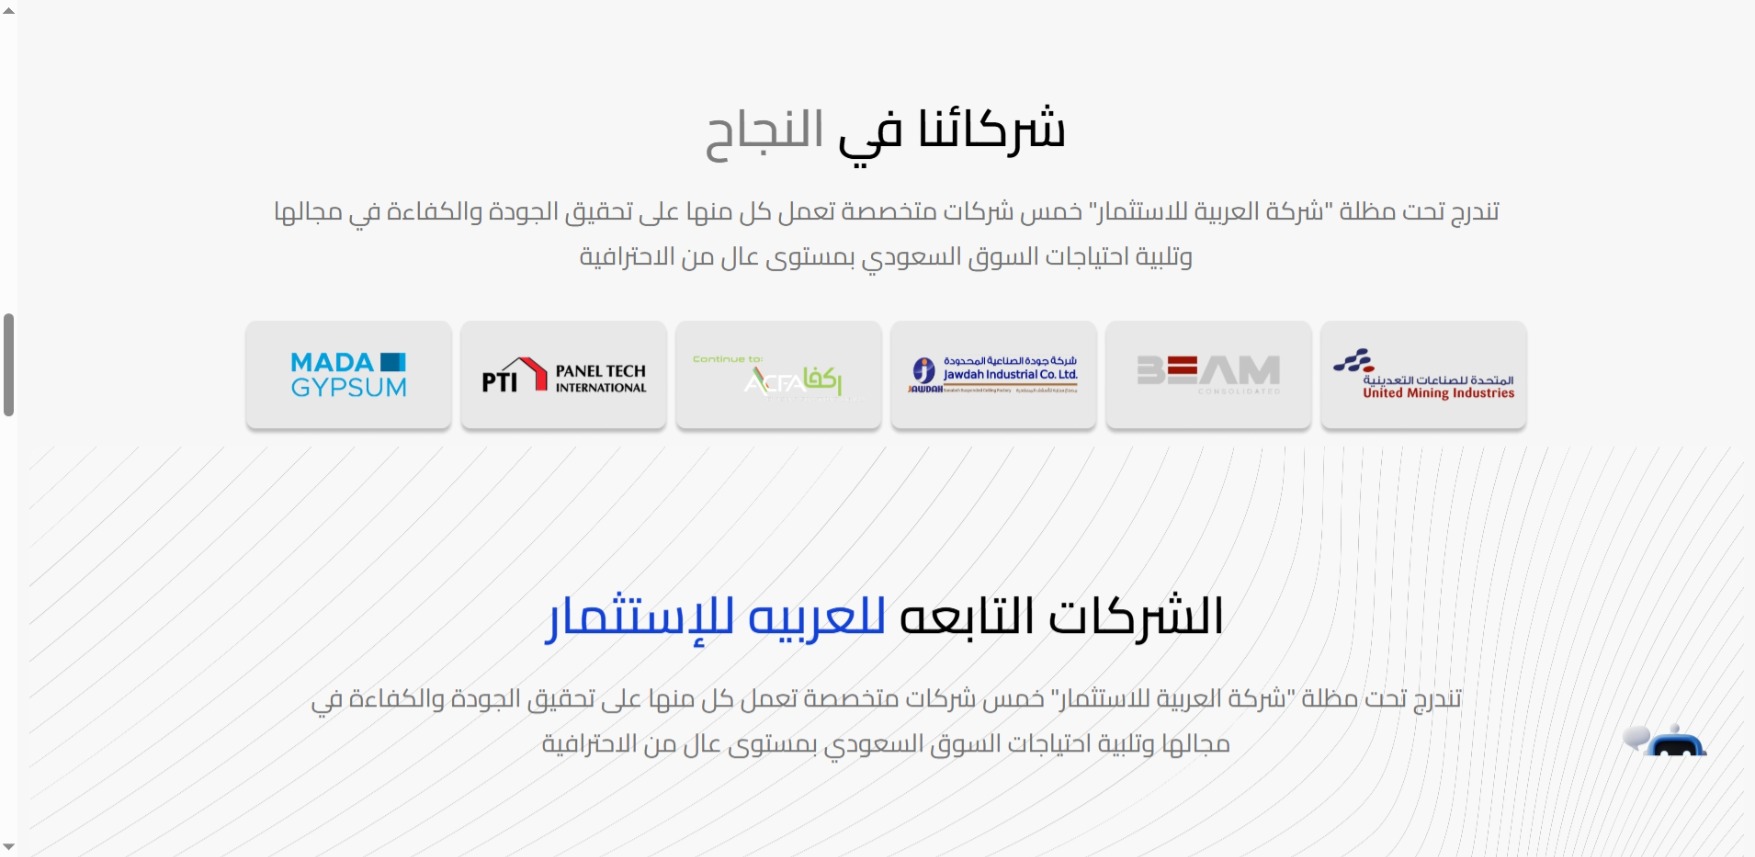 شركائنا في النجاح
تندرج تحت مظلة "شركة العربية للاستثمار" خمس شركات متخصصة تعمل كل منها على تحقيق الجودة والكفاءة في مجالها
وتلبية احتياجات السوق السعودي بمستوى عال من الاحترافية
المتحدة للصناعات التعدينية
United Mining Industries
BEAM
CONSOLIDATED
شركة جودة الصناعية المحدودة
Jawdah Industrial Co. Ltd.
JAWDAH
Continue to:
ACFA اركفا
PTI
PANEL TECH
INTERNATIONAL
MADA
GYPSUM
الشركات التابعه للعربيه للإستثمار
تندرج تحت مظلة "شركة العربية للاستثمار" خمس شركات متخصصة تعمل كل منها على تحقيق الجودة والكفاءة في
مجالها وتلبية احتياجات السوق السعودي بمستوى عال من الاحترافية